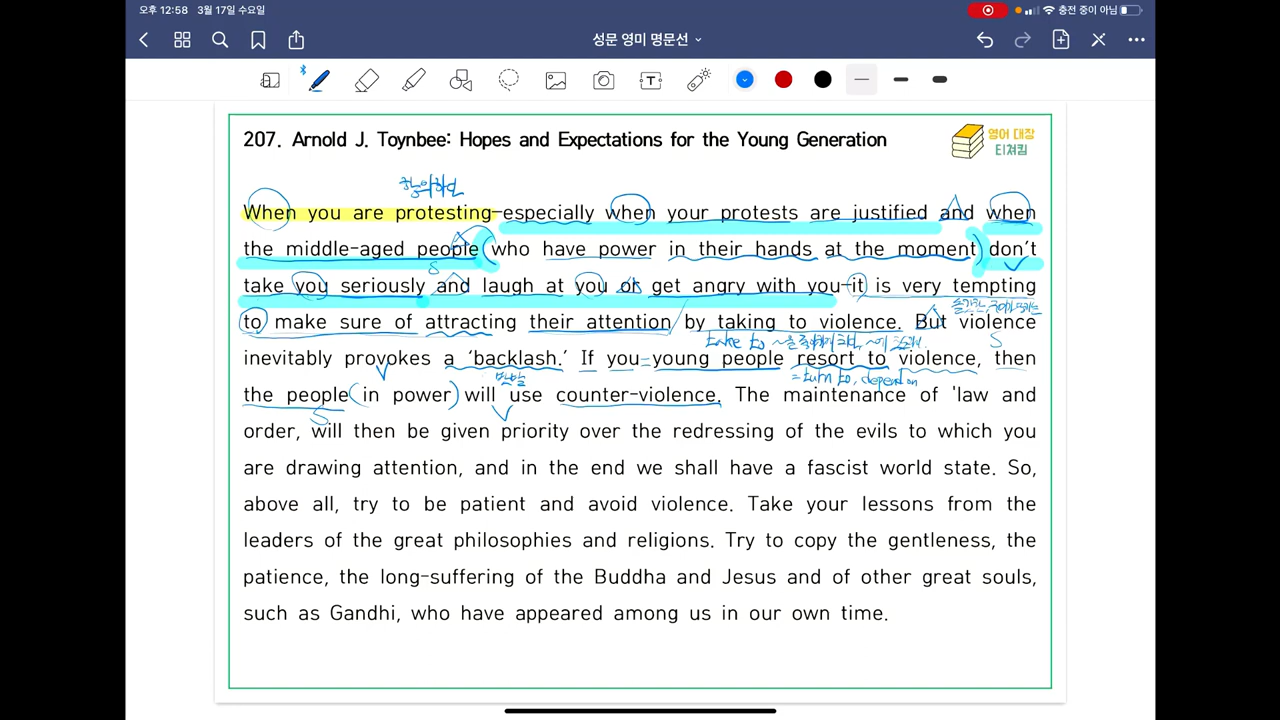 오후 12:58 3월 17일 수요일
충전 중이 아님
성문 영미 명문선
207. Arnold J. Toynbee: Hopes and Expectations for the Young Generation
영어 대장
티쳐킴
항의하던
When you are protesting-especially when your protests are justified and when
the middle-aged people (who have power in their hands at the moment) don't
S
take you seriously and laugh at you or get angry with you-it is very tempting
to make sure of attracting their attention / by taking to violence. But violence
take to
S
inevitably provokes a 'backlash.' If you = young people resort to violence, then
반발
= turn to, depend on
the people (in power) will use counter-violence. The maintenance of 'law and
S
order, will then be given priority over the redressing of the evils to which you
are drawing attention, and in the end we shall have a fascist world state. So,
above all, try to be patient and avoid violence. Take your lessons from the
leaders of the great philosophies and religions. Try to copy the gentleness, the
patience, the long-suffering of the Buddha and Jesus and of other great souls,
such as Gandhi, who have appeared among us in our own time.